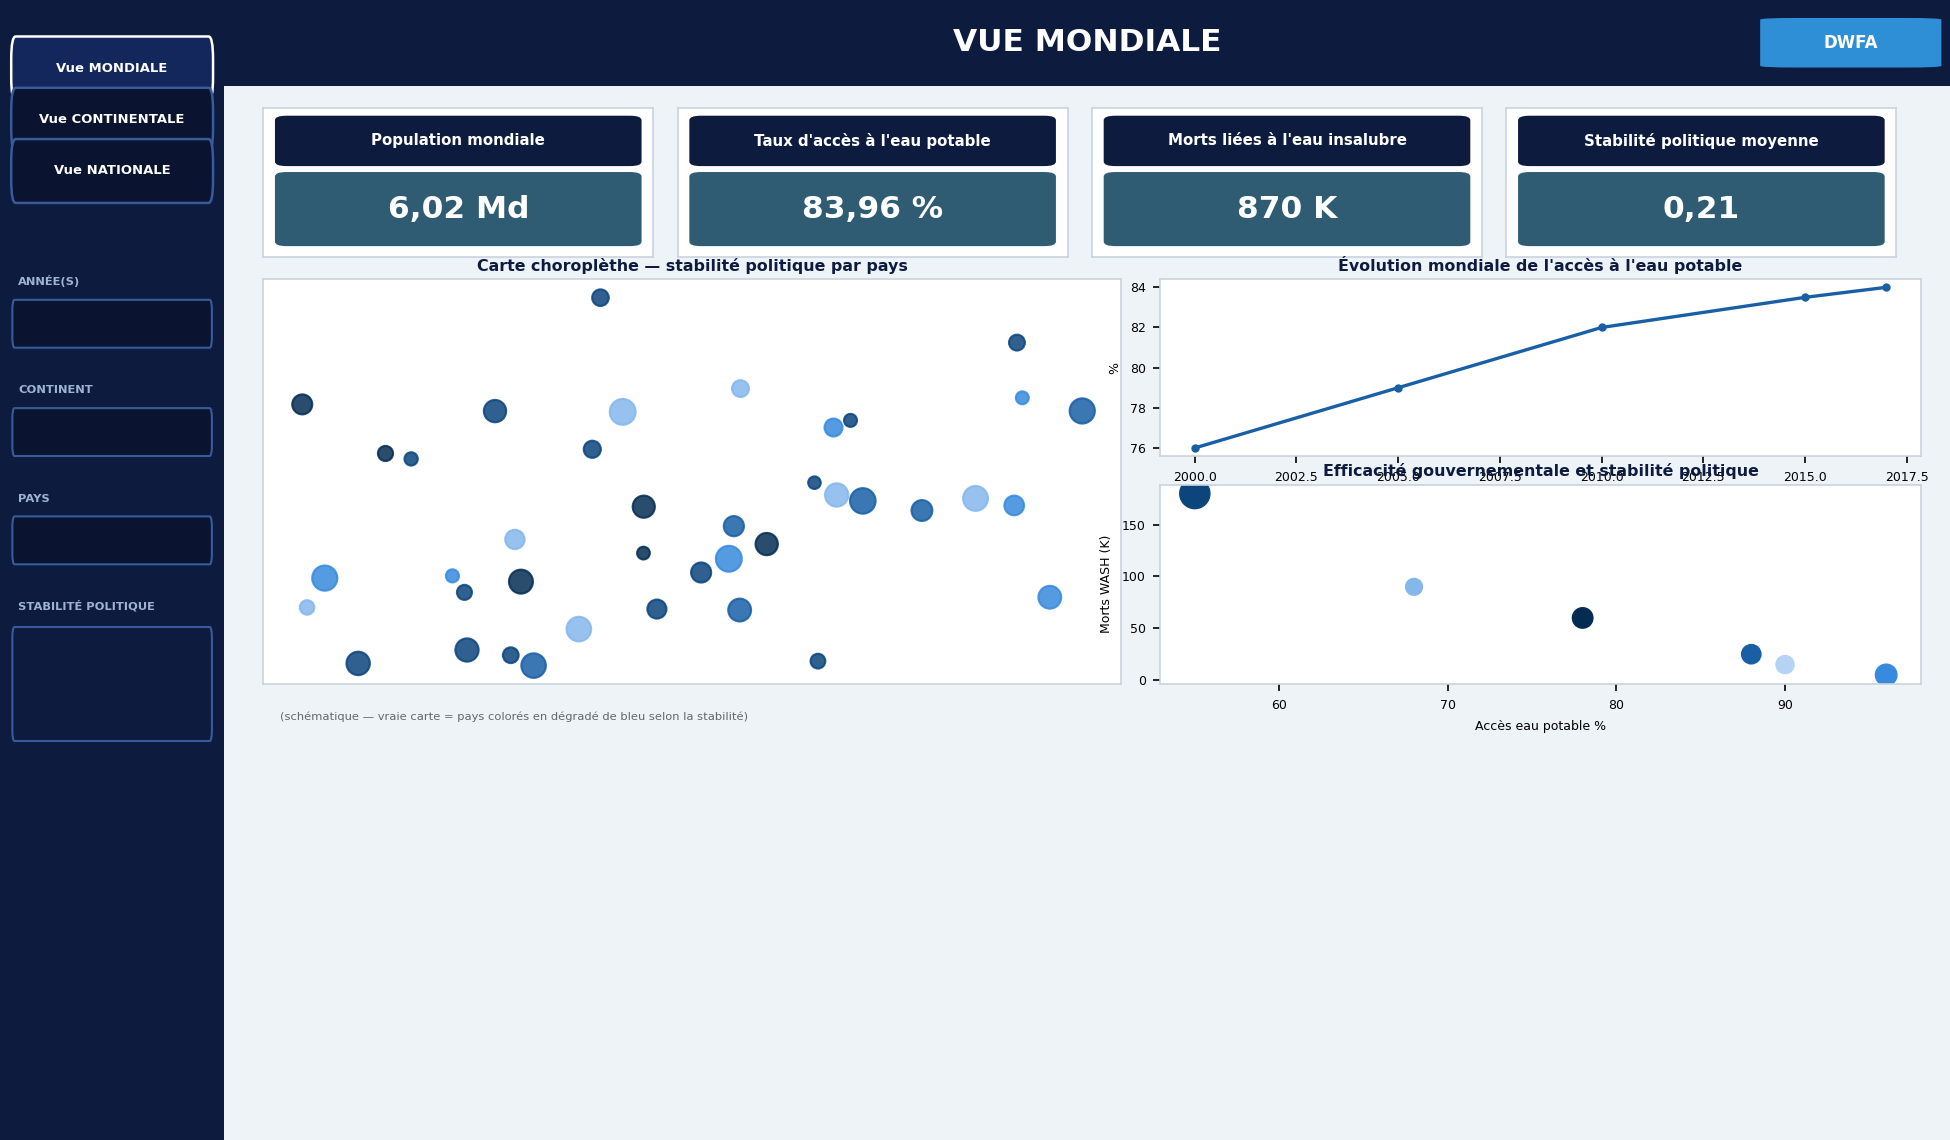 VUE MONDIALE
DWFA
Vue MONDIALE
Vue CONTINENTALE
Vue NATIONALE
ANNÉE(S)
CONTINENT
PAYS
STABILITÉ POLITIQUE
Population mondiale
6,02 Md
Taux d'accès à l'eau potable
83,96 %
Morts liées à l'eau insalubre
870 K
Stabilité politique moyenne
0,21
Carte choroplèthe — stabilité politique par pays
(schématique — vraie carte = pays colorés en dégradé de bleu selon la stabilité)
Évolution mondiale de l'accès à l'eau potable
84
82
80
78
76
%
2000.0 2002.5 2005.0 2007.5 2010.0 2012.5 2015.0 2017.5
Efficacité gouvernementale et stabilité politique
150
100
50
0
Morts WASH (K)
60 70 80 90
Accès eau potable %